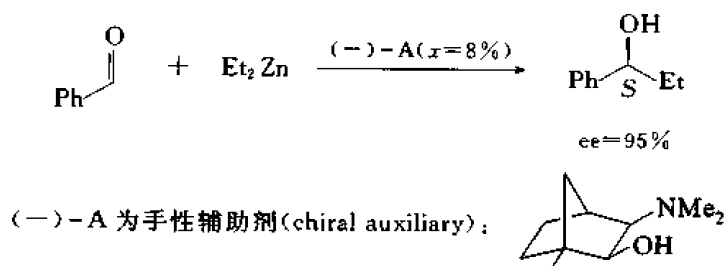 O OH
Ph + Et₂Zn (−)-A(x=8%) Ph S Et
ee=95%
(−)-A 为手性辅助剂(chiral auxiliary): NMe₂
OH